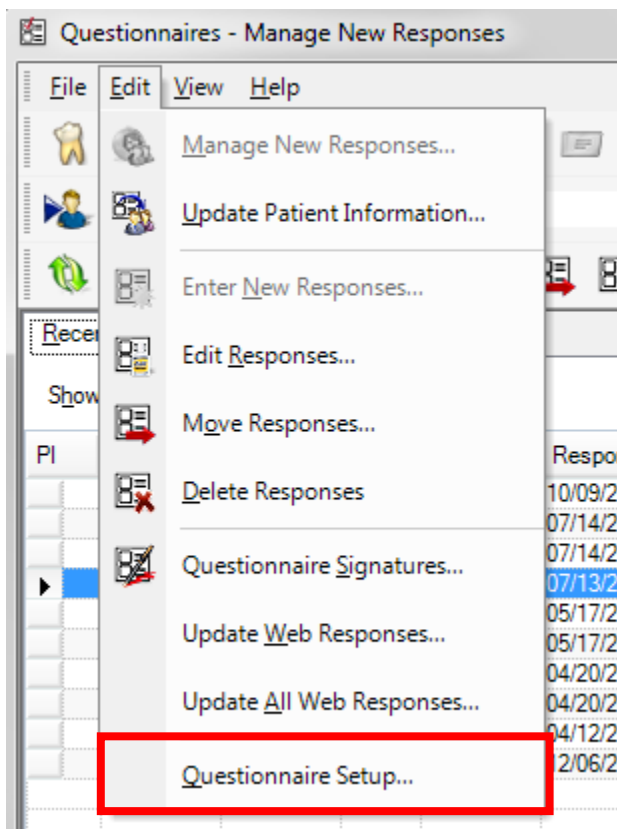 Questionnaires - Manage New Responses
File Edit View Help
Manage New Responses...
Update Patient Information...
Enter New Responses...
Edit Responses...
Move Responses...
Delete Responses
Questionnaire Signatures...
Update Web Responses...
Update All Web Responses...
Questionnaire Setup...
PI
10/09/2
07/14/2
07/14/2
07/13/2
05/17/2
05/17/2
04/20/2
04/20/2
04/12/2
12/06/2